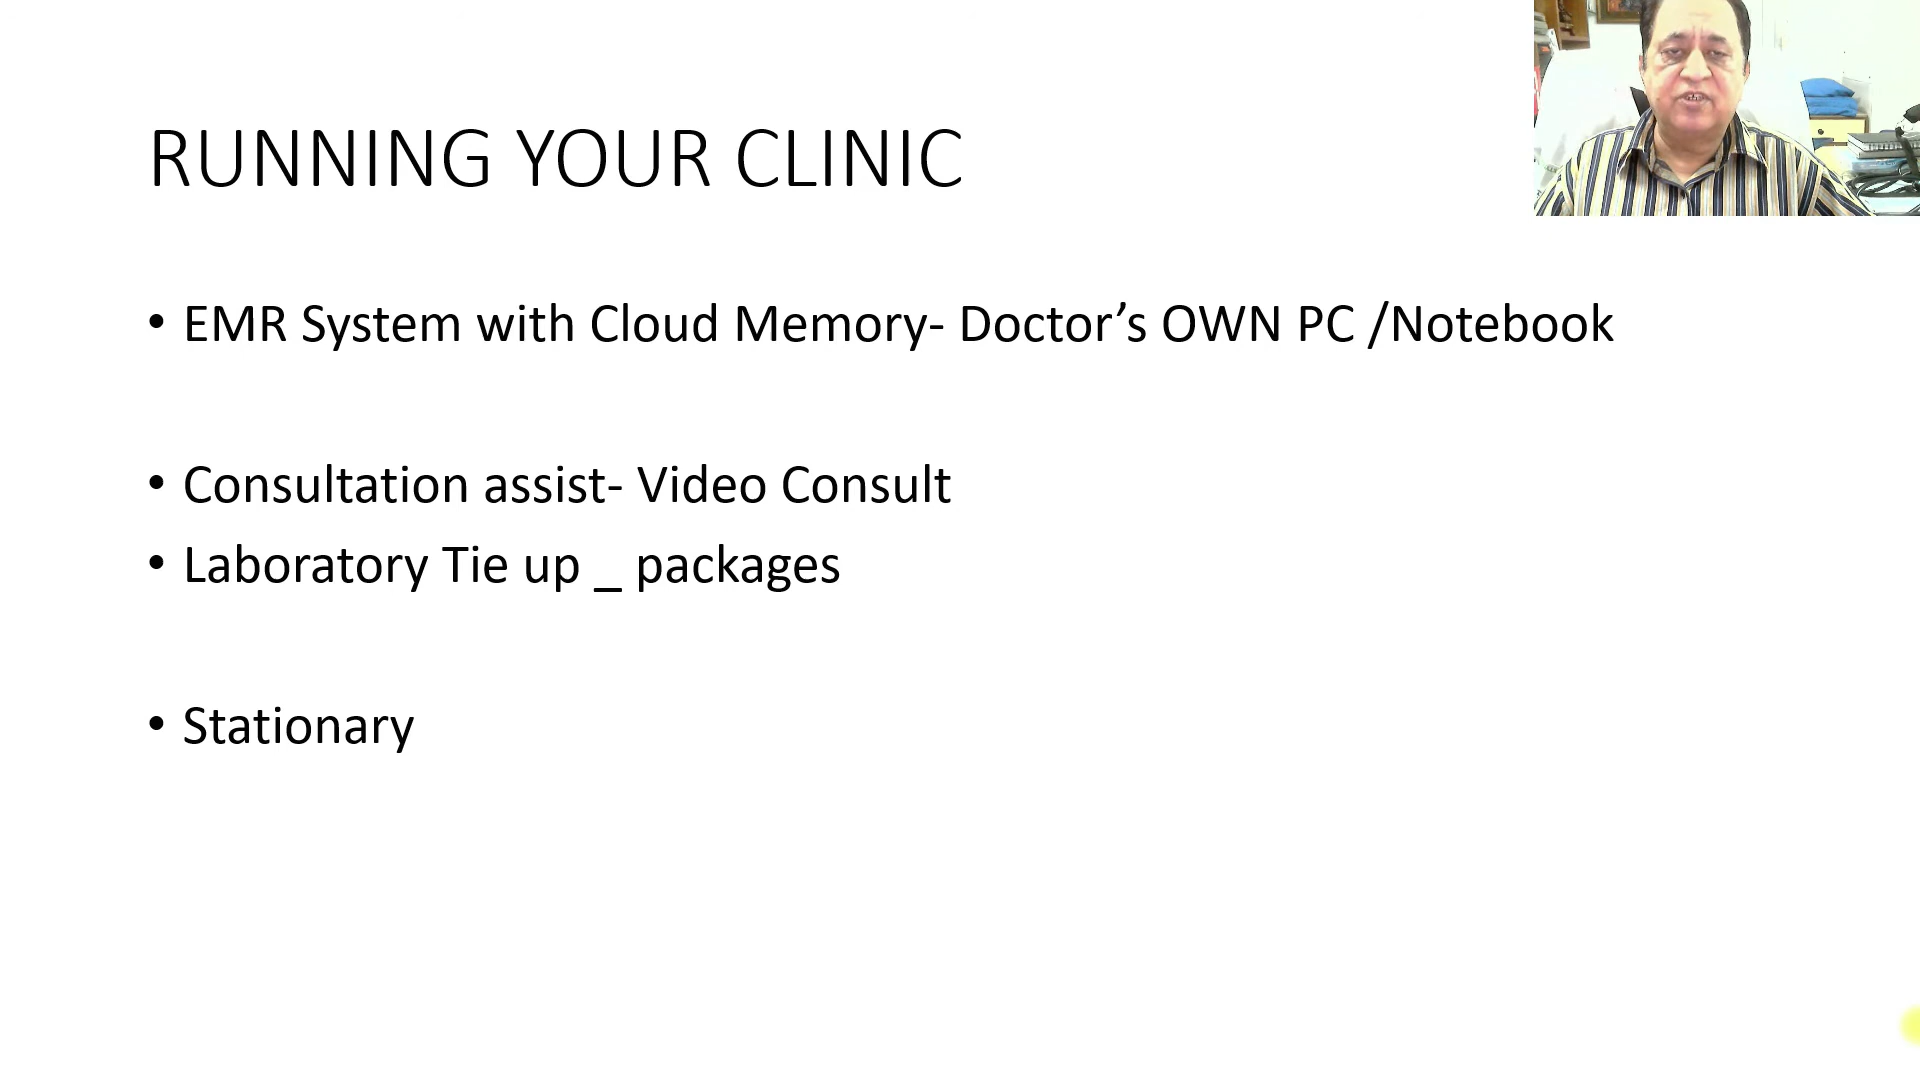 RUNNING YOUR CLINIC
• EMR System with Cloud Memory- Doctor’s OWN PC /Notebook
• Consultation assist- Video Consult
• Laboratory Tie up _ packages
• Stationary